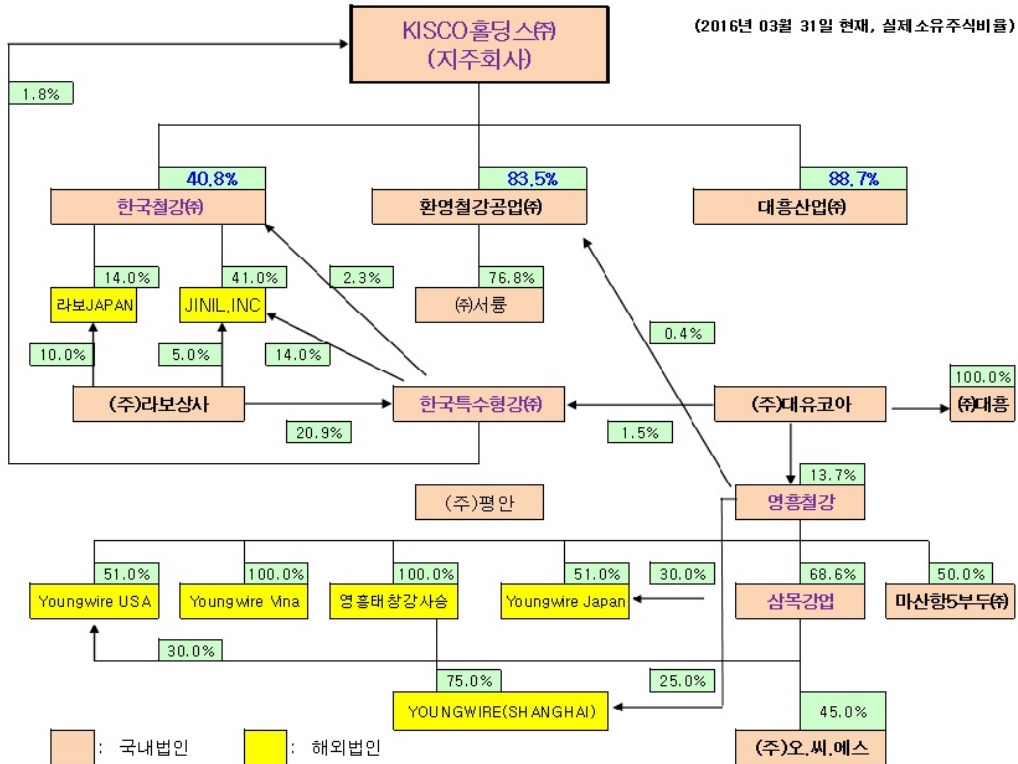 KISCO홀딩스㈜
(지주회사)
(2016년 03월 31일 현재, 실제소유주식비율)
1.8%
40.8%
83.5%
88.7%
한국철강㈜
환영철강공업㈜
대흥산업㈜
14.0%
41.0%
2.3%
76.8%
라보JAPAN
JINIL.INC
㈜서륭
0.4%
10.0%
5.0%
14.0%
100.0%
(주)라보상사
한국특수형강㈜
(주)대유코아
㈜대흥
20.9%
1.5%
13.7%
(주)평안
영흥철강
51.0%
100.0%
100.0%
51.0%
30.0%
68.6%
50.0%
Youngwire USA
Youngwire Vina
영흥태창강사승
Youngwire Japan
삼목강업
마산항5부두㈜
30.0%
75.0%
25.0%
YOUNGWIRE(SHANGHAI)
45.0%
: 국내법인
: 해외법인
(주)오.씨.에스